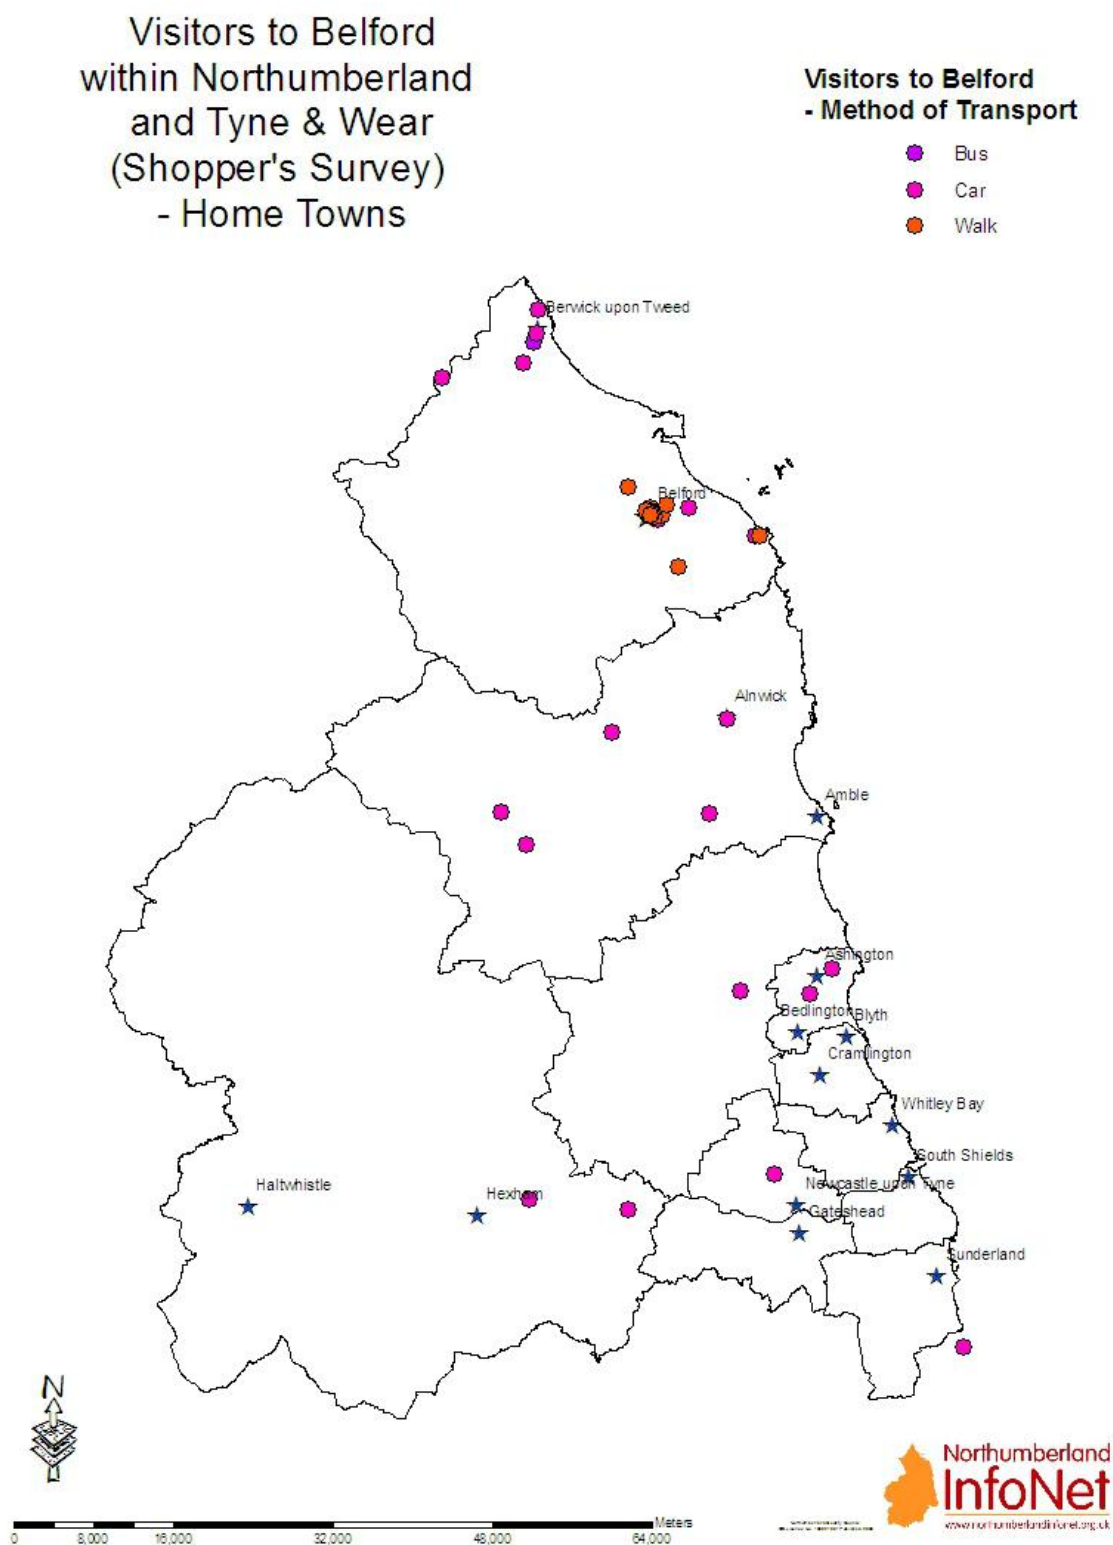 Visitors to Belford
within Northumberland
and Tyne & Wear
(Shopper's Survey)
- Home Towns
Visitors to Belford
- Method of Transport
Bus
Car
Walk
Berwick upon Tweed
Belford
Alnwick
Amble
Ashington
Bedlington
Blyth
Cramlington
Whitley Bay
South Shields
Haltwhistle
Hexham
Newcastle upon Tyne
Gateshead
Sunderland
N
Northumberland
InfoNet
www.northumberlandinfonet.org.uk
Meters
0 8,000 16,000 32,000 48,000 64,000